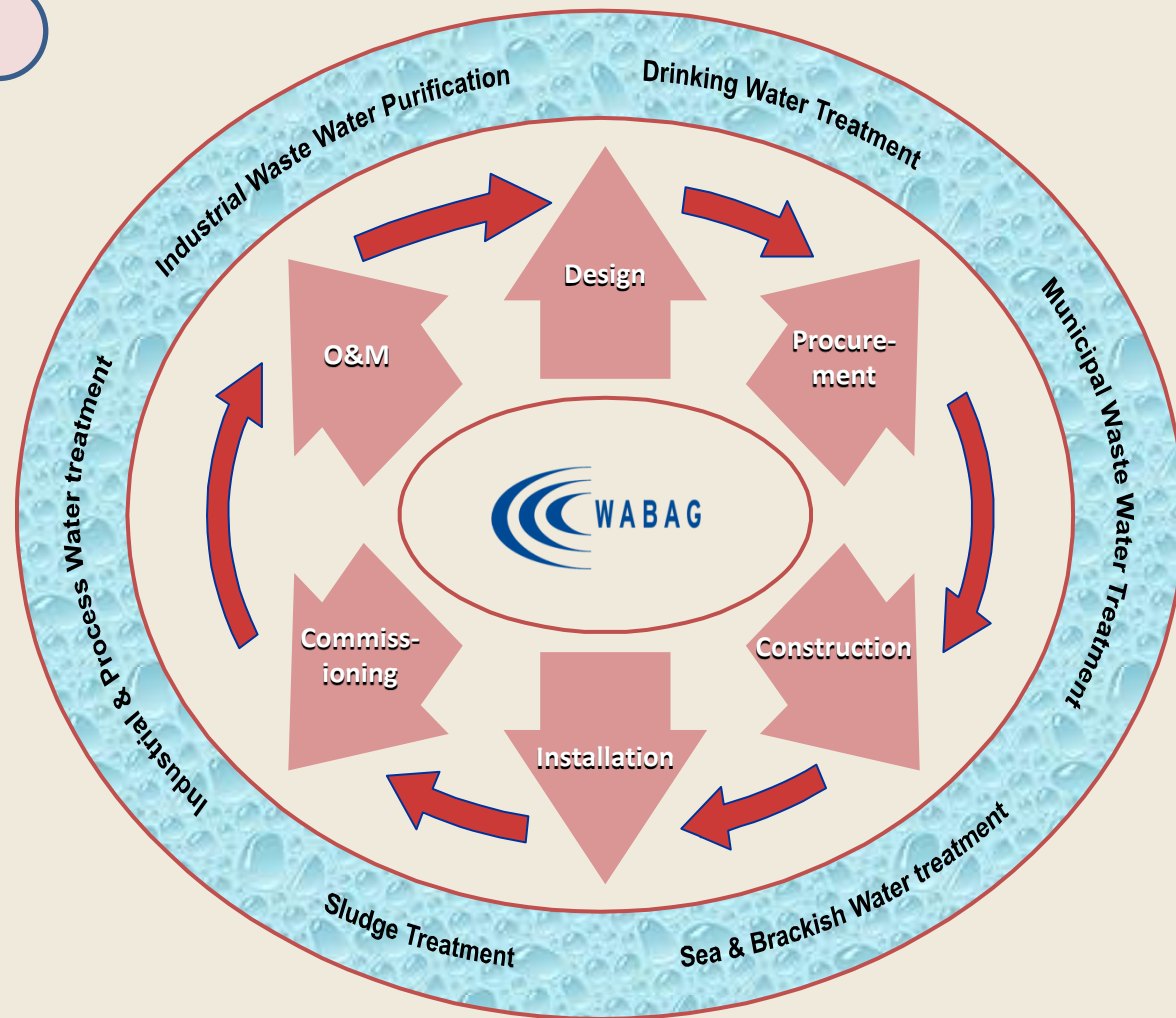 Industrial Waste Water Purification
Drinking Water Treatment
Municipal Waste Water Treatment
Sea & Brackish Water treatment
Sludge Treatment
Industrial & Process Water treatment
Design
Procure-
ment
Construction
Installation
Commiss-
ioning
O&M
WABAG